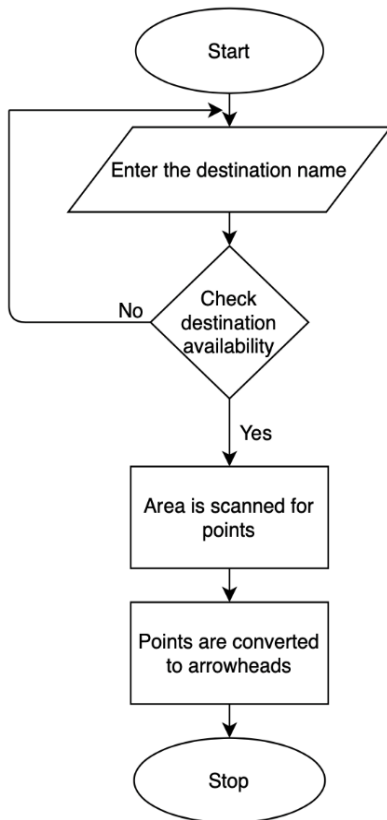 Start
Enter the destination name
Check
destination
availability
No
Yes
Area is scanned for
points
Points are converted
to arrowheads
Stop